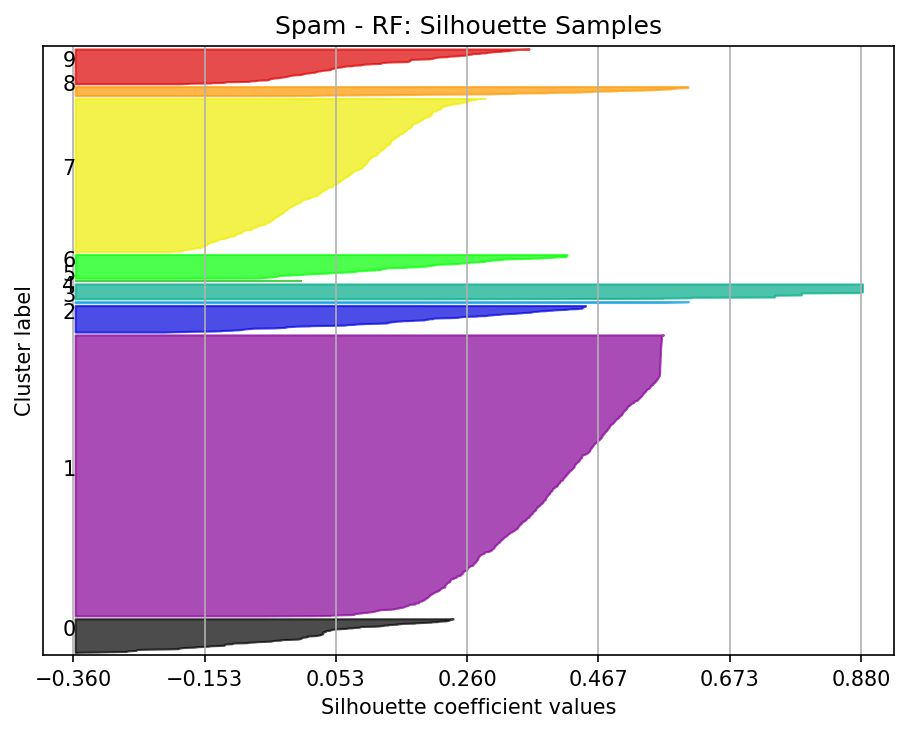 Spam - RF: Silhouette Samples
9
8
7
6
5
4
3
2
1
0
Cluster label
−0.360 −0.153 0.053 0.260 0.467 0.673 0.880
Silhouette coefficient values